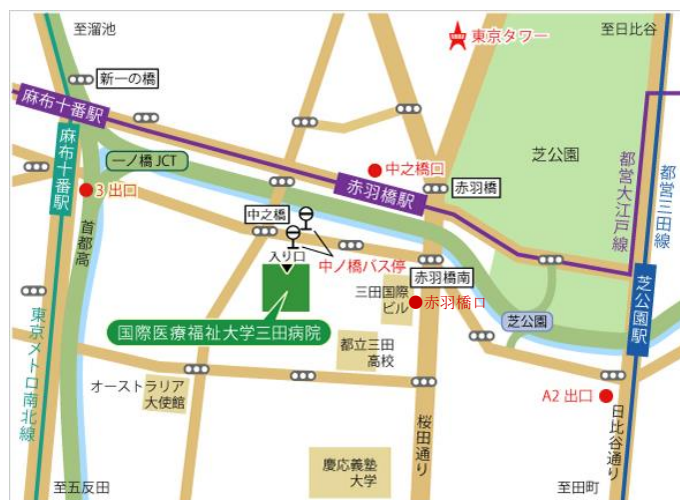 至溜池
東京タワー
至日比谷
新一の橋
麻布十番駅
麻布十番駅
一ノ橋 JCT
芝公園
中之橋口
赤羽橋
赤羽橋駅
都営大江戸線
都営三田線
3 出口
首都高
中之橋
入り口
中ノ橋バス停
赤羽橋南
三田国際
ビル
赤羽橋口
芝公園
芝公園駅
国際医療福祉大学三田病院
東京メトロ南北線
都立三田
高校
オーストラリア
大使館
A2 出口
桜田通り
日比谷通り
慶応義塾
大学
至五反田
至田町